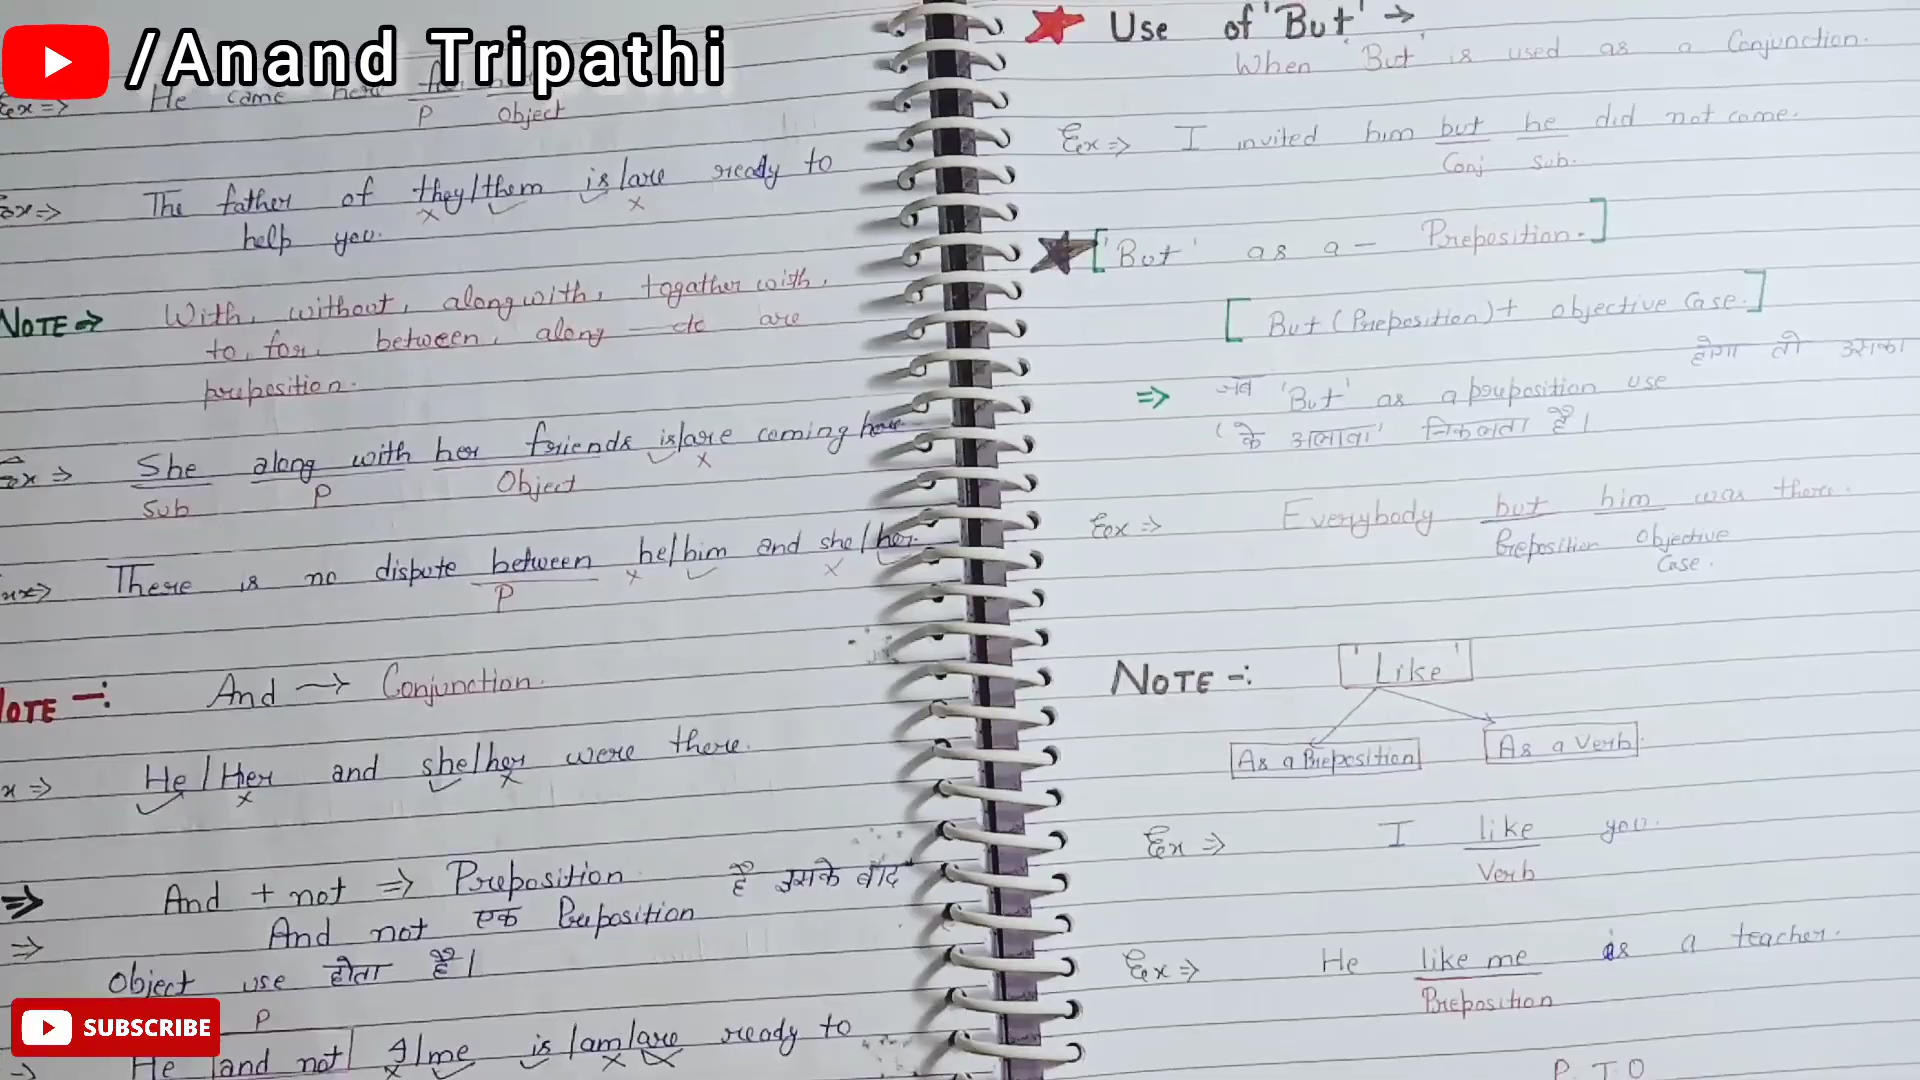 /Anand Tripathi
Ex => He came here
P Object
Ex => The father of they/them is/are ready to
x x
help you.
NOTE => With, without, alongwith, togather with,
to, for, between, along - etc are
preposition.
Ex => She along with her friends is/are coming here
Sub P Object x
Ex => There is no dispute between he/him and she/her.
P x x
NOTE -: And → Conjunction.
Ex => He/Her and she/her were there.
x x
=> And + not => Preposition
=> And not एक Preposition है इसके बाद
Object use होता है।
P
=> He and not I/me is/am/are ready to
x x x
SUBSCRIBE
Use of 'But' →
When 'But' is used as a Conjunction.
Ex => I invited him but he did not come.
Conj sub.
['But' as a - Preposition.]
[But (Preposition) + objective Case.]
=> जब 'But' as a preposition use होगा तो उसका
'के अलावा' निकलता है।
Ex => Everybody but him was there.
Preposition Objective
Case.
NOTE -: 'Like'
As a Preposition As a Verb
Ex => I like you.
Verb
Ex => He like me is a teacher.
Preposition
P.T.O